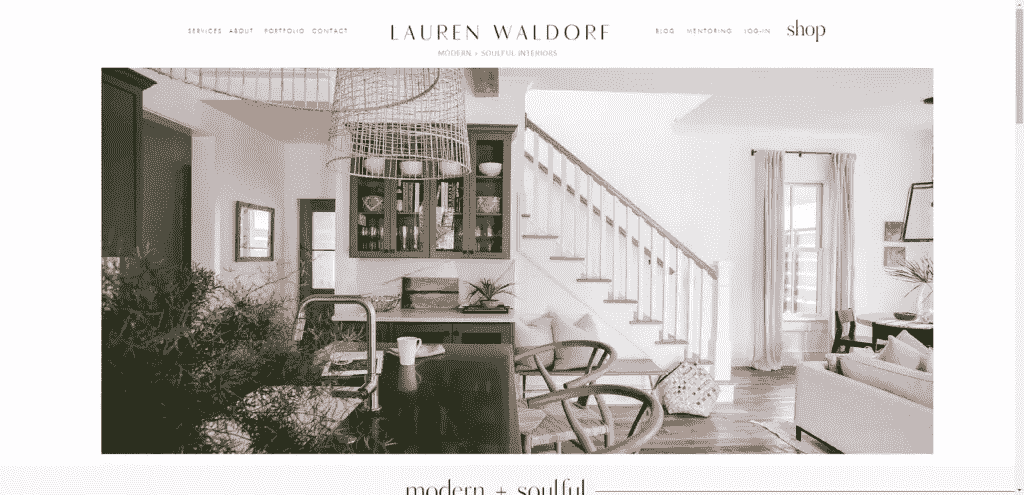 SERVICES ABOUT PORTFOLIO CONTACT LAUREN WALDORF BLOG MENTORING LOG-IN shop
MODERN + SOULFUL INTERIORS
modern + soulful